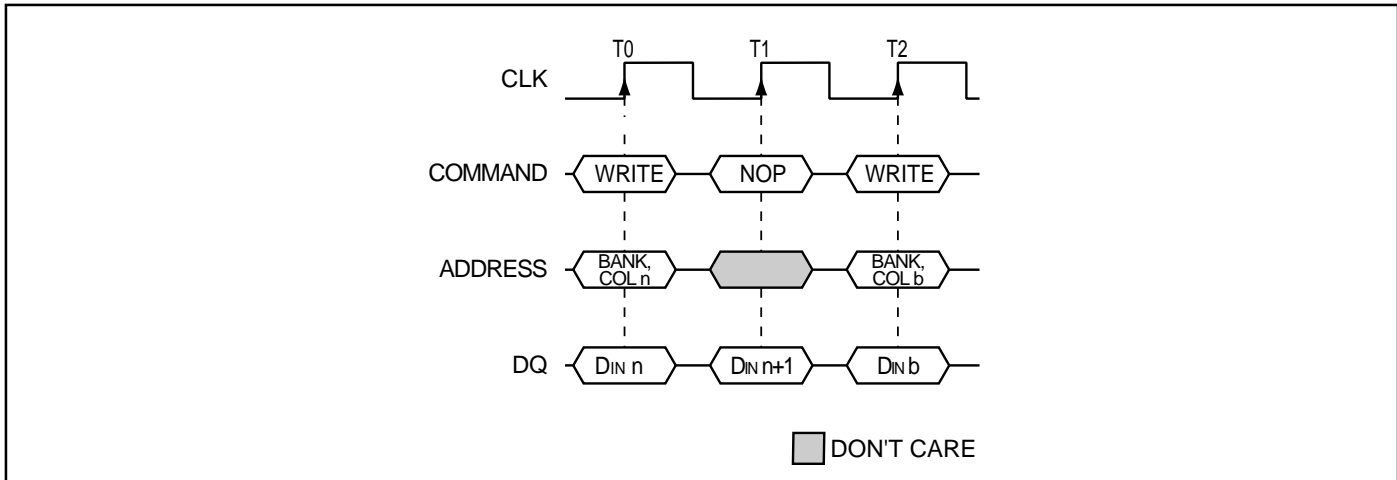 T0 T1 T2
CLK
COMMAND WRITE NOP WRITE
ADDRESS BANK, COL n BANK, COL b
DQ DIN n DIN n+1 DIN b
DON'T CARE